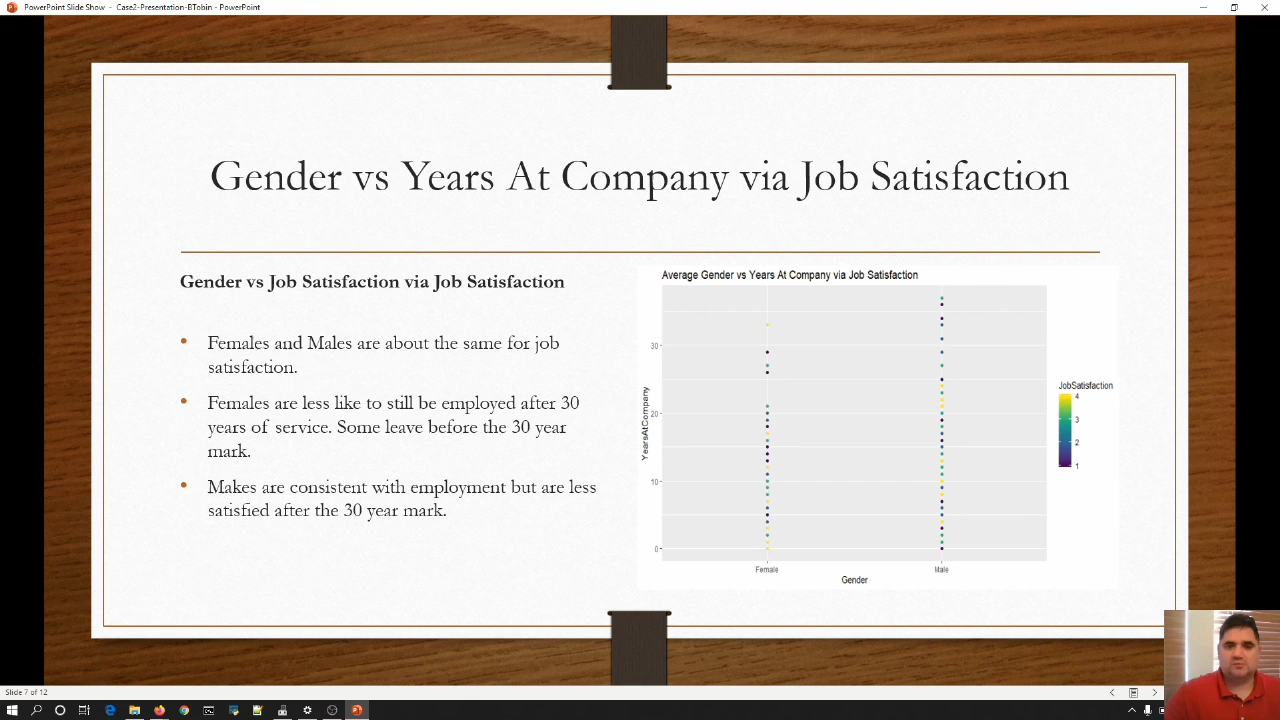 PowerPoint Slide Show - Case2-Presentation-BTobin - PowerPoint
Gender vs Years At Company via Job Satisfaction
Gender vs Job Satisfaction via Job Satisfaction
• Females and Males are about the same for job
satisfaction.
• Females are less like to still be employed after 30
years of service. Some leave before the 30 year
mark.
• Makes are consistent with employment but are less
satisfied after the 30 year mark.
Average Gender vs Years At Company via Job Satisfaction
YearsAtCompany
30
20
10
0
Female
Male
Gender
JobSatisfaction
4
3
2
1
Slide 7 of 12